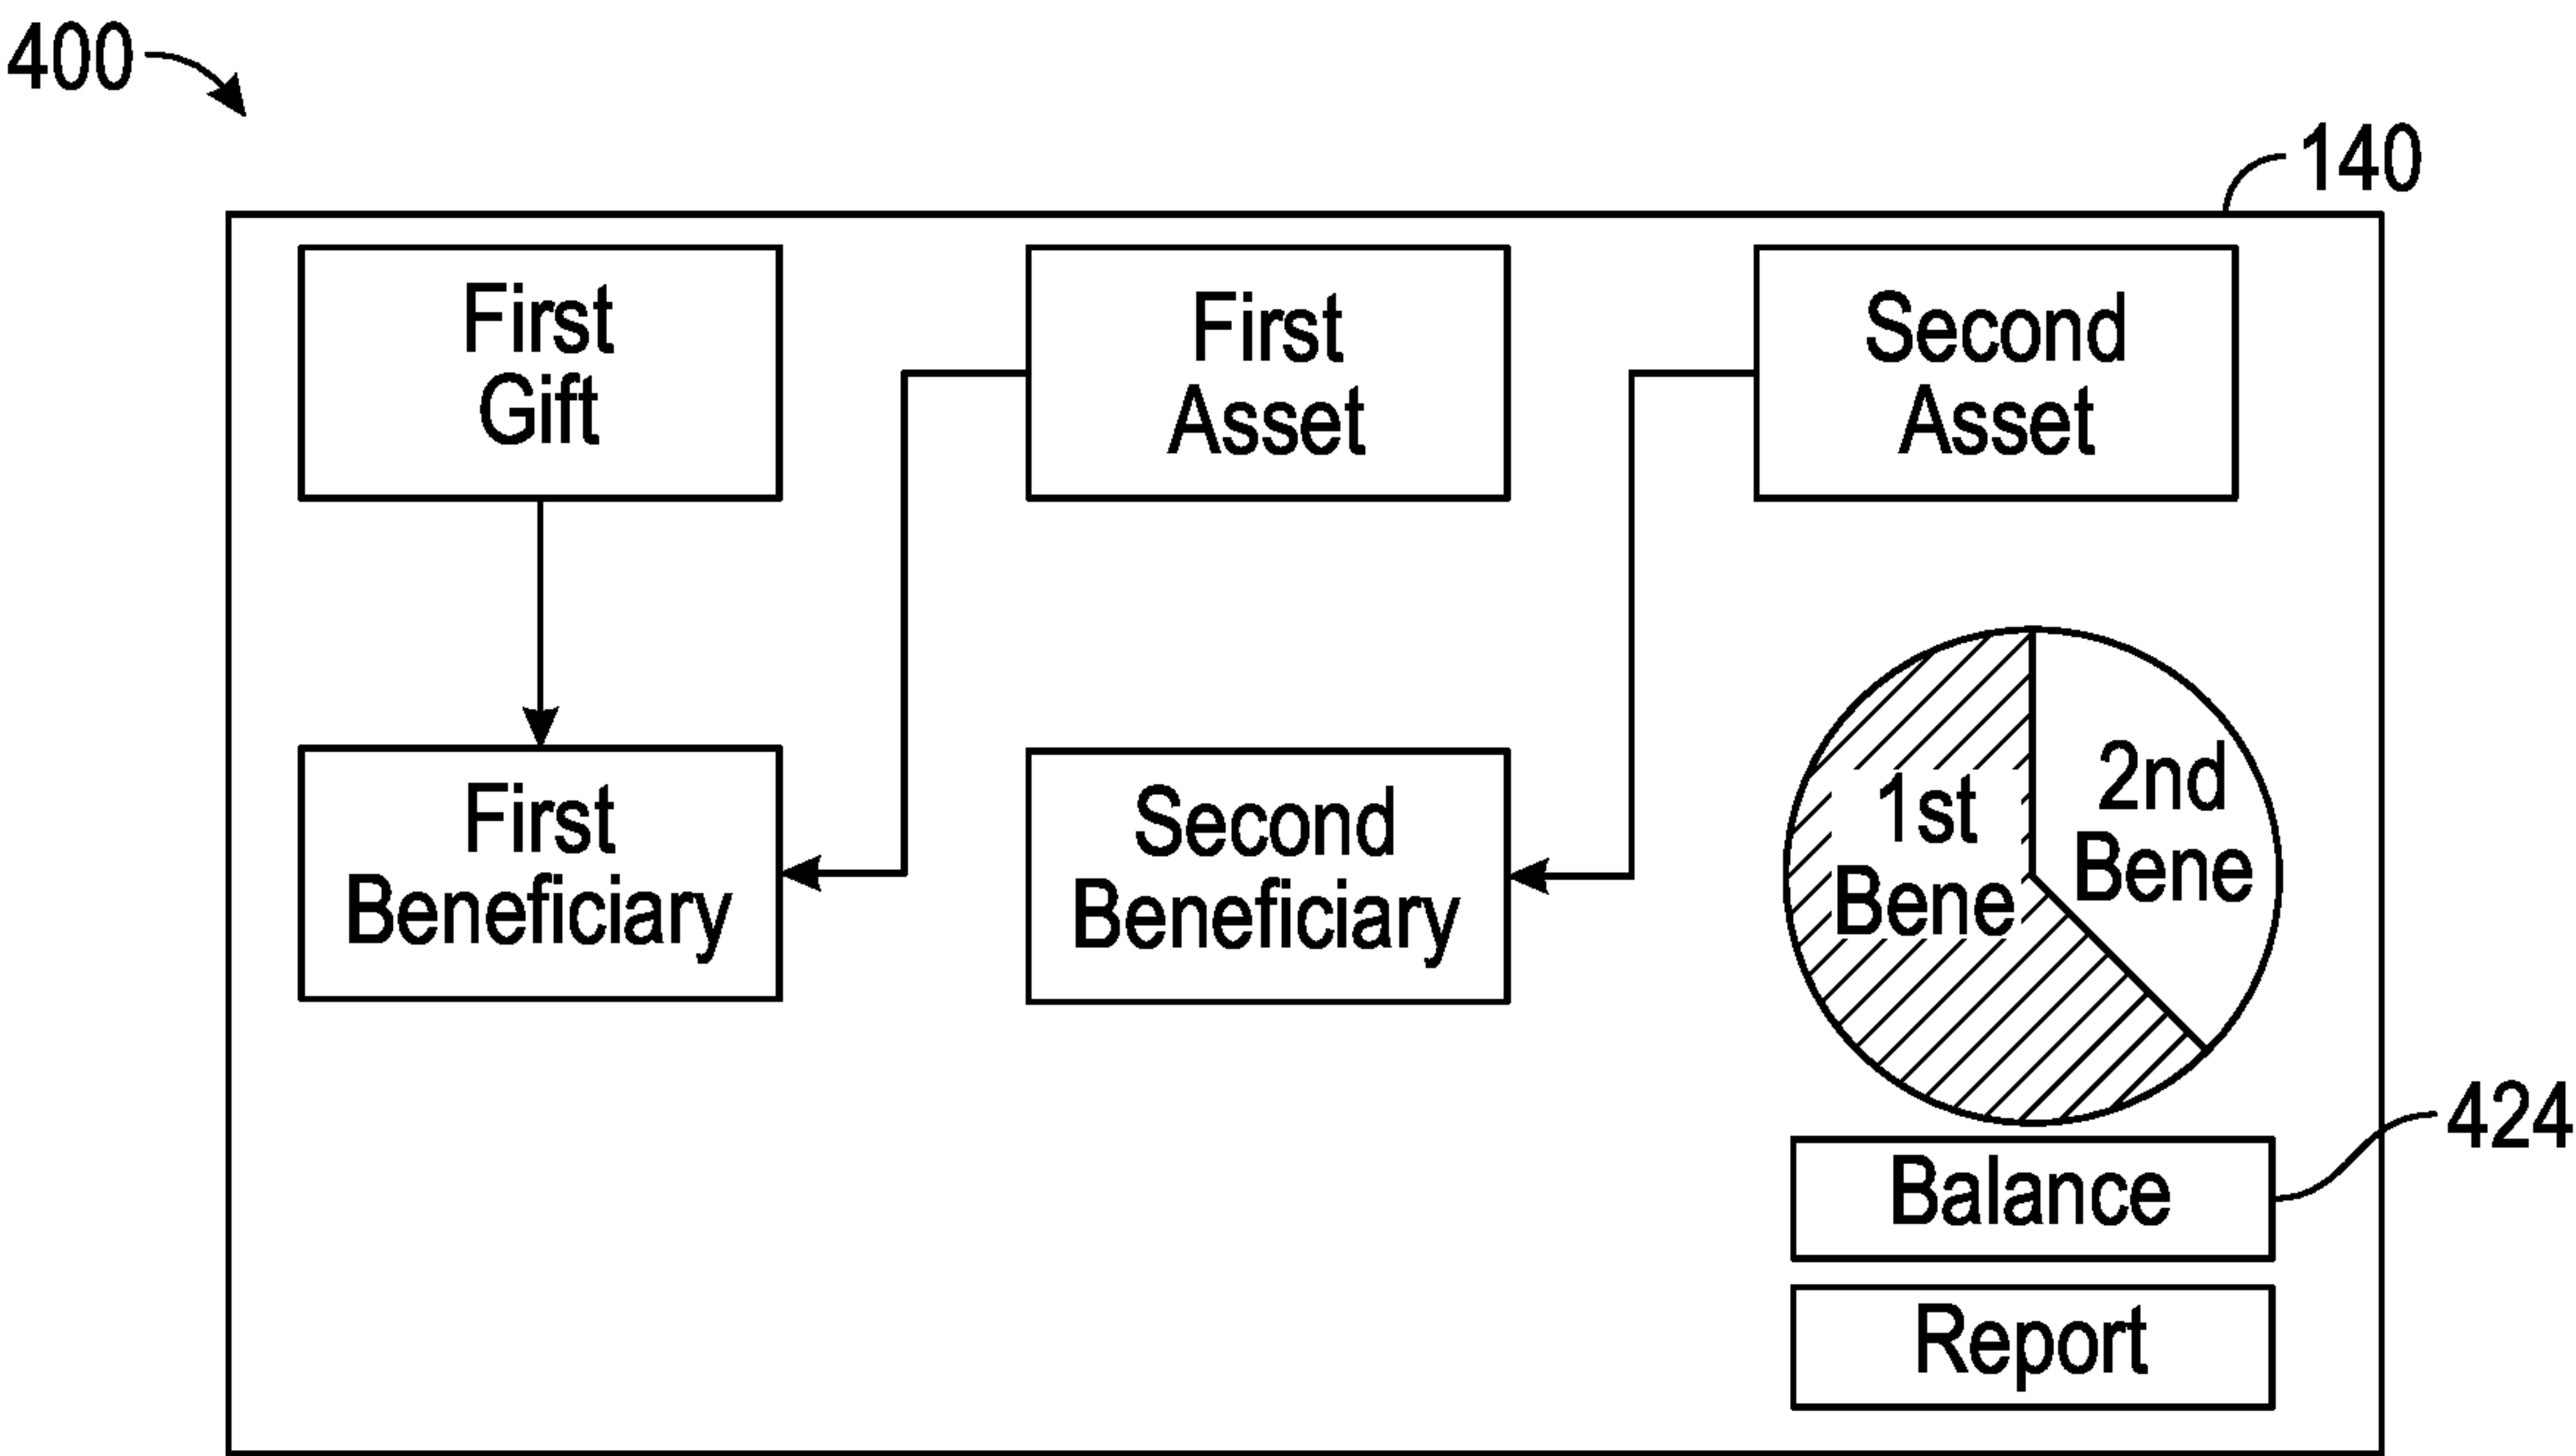 400
140
First
Gift
First
Asset
Second
Asset
First
Beneficiary
Second
Beneficiary
1st
Bene
2nd
Bene
424
Balance
Report